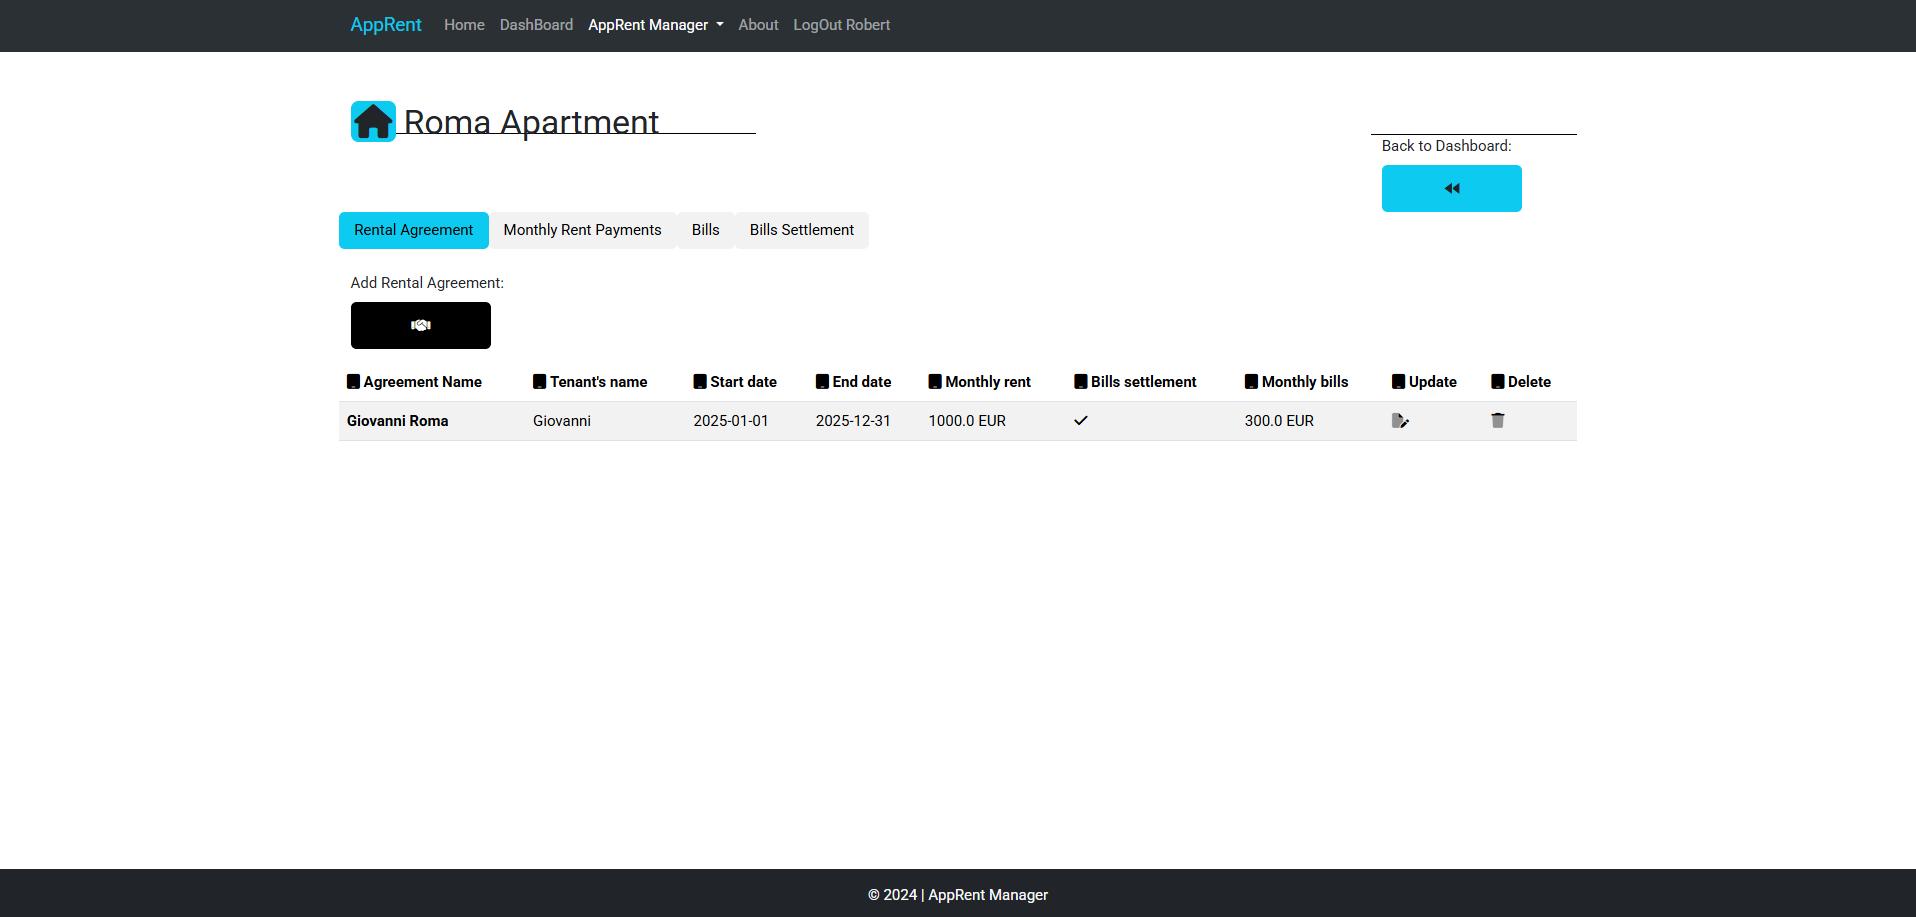 AppRent Home DashBoard AppRent Manager About LogOut Robert
Roma Apartment
Back to Dashboard:
Rental Agreement Monthly Rent Payments Bills Bills Settlement
Add Rental Agreement:
Agreement Name Tenant's name Start date End date Monthly rent Bills settlement Monthly bills Update Delete
Giovanni Roma Giovanni 2025-01-01 2025-12-31 1000.0 EUR 300.0 EUR
© 2024 | AppRent Manager